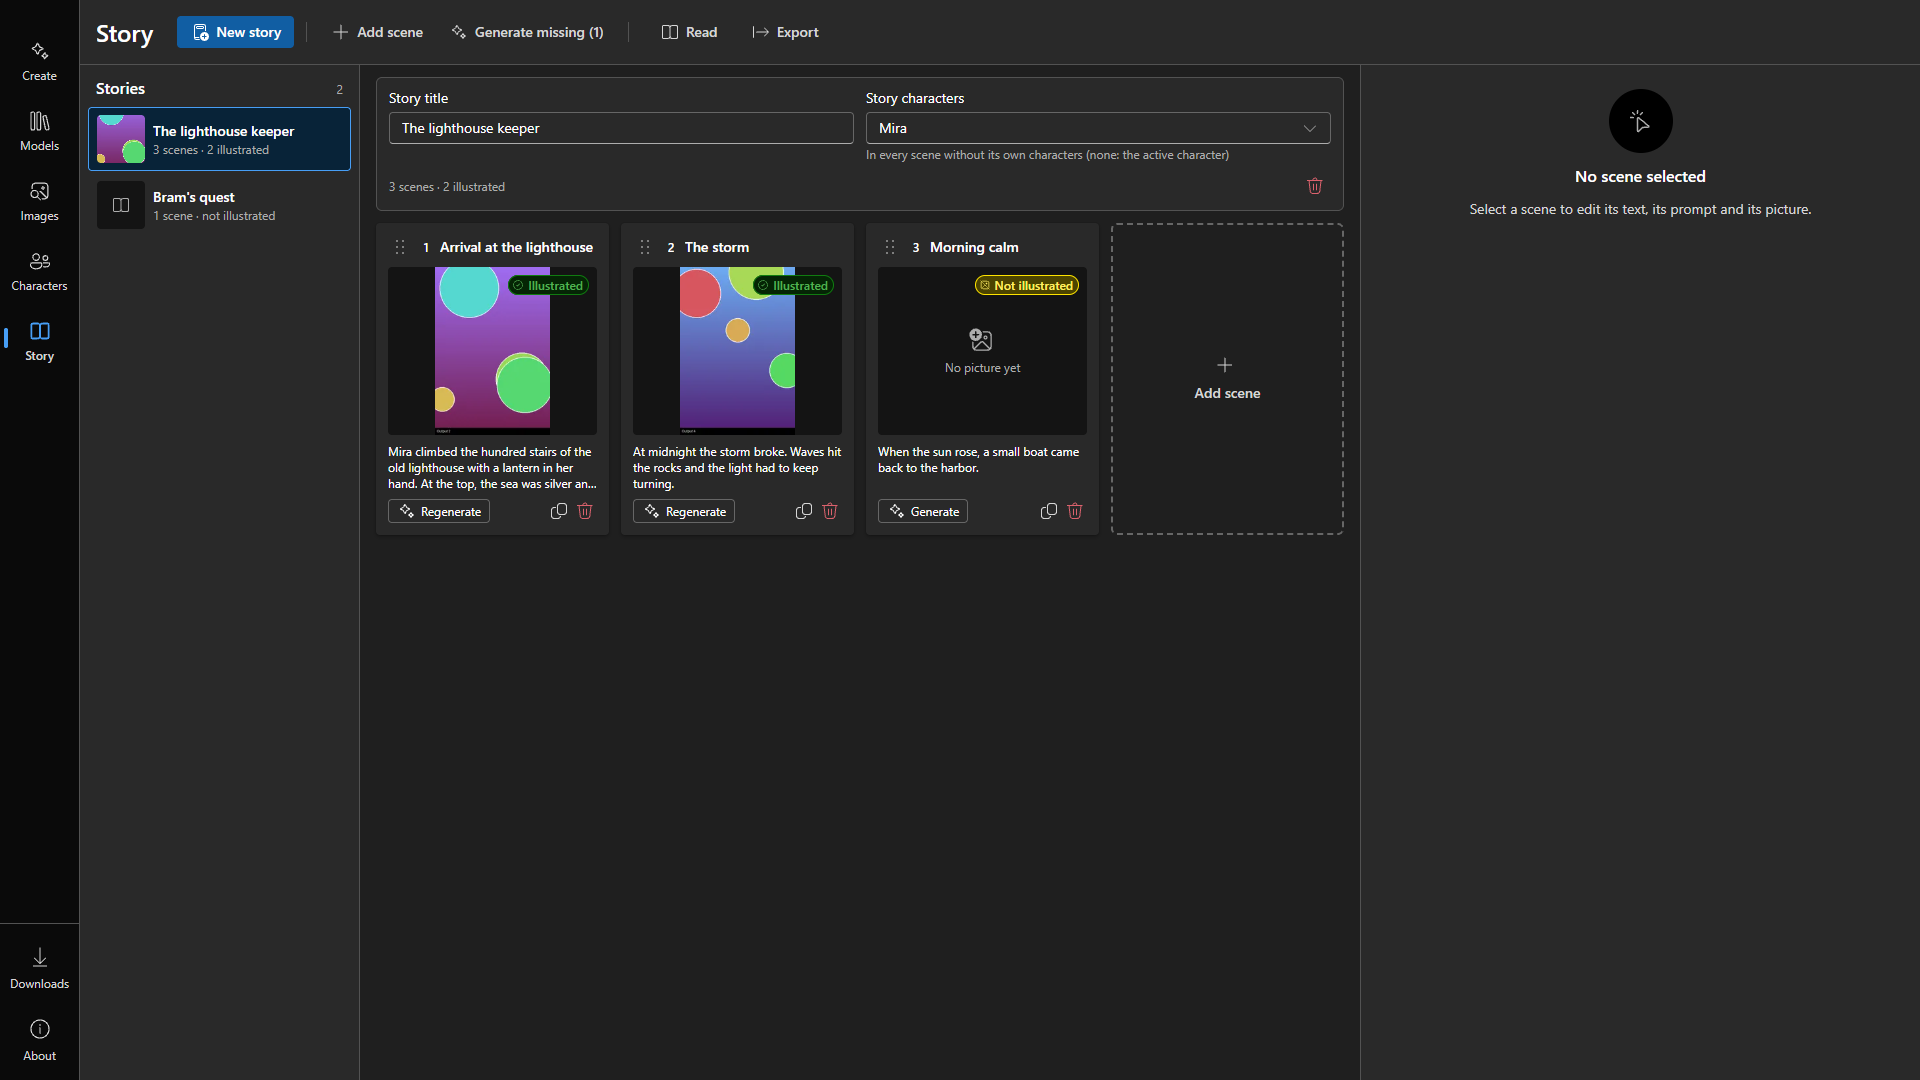 Story
New story
Add scene
Generate missing (1)
Read
Export
Create
Models
Images
Characters
Story
Downloads
About
Stories
2
The lighthouse keeper
3 scenes · 2 illustrated
Bram's quest
1 scene · not illustrated
Story title
The lighthouse keeper
Story characters
Mira
In every scene without its own characters (none: the active character)
3 scenes · 2 illustrated
1 Arrival at the lighthouse
Illustrated
Mira climbed the hundred stairs of the
old lighthouse with a lantern in her
hand. At the top, the sea was silver an...
Regenerate
2 The storm
Illustrated
At midnight the storm broke. Waves hit
the rocks and the light had to keep
turning.
Regenerate
3 Morning calm
Not illustrated
No picture yet
When the sun rose, a small boat came
back to the harbor.
Generate
Add scene
No scene selected
Select a scene to edit its text, its prompt and its picture.